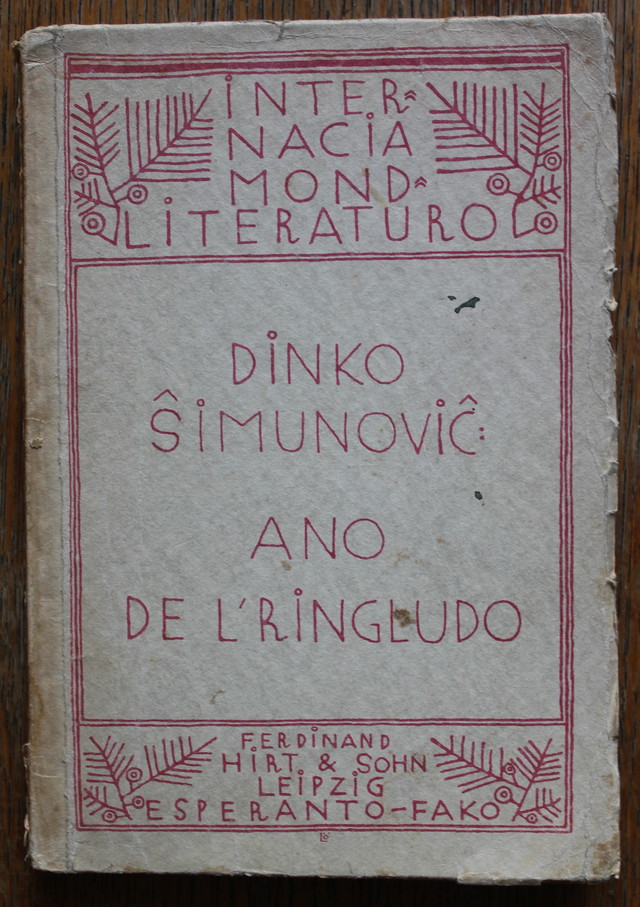 INTER=
NACIA
MOND=
LITERATURO
DINKO
ŜIMUNOVIĈ:
ANO
DE L'RINGLUDO
FERDINAND
HIRT & SOHN
LEIPZIG
ESPERANTO-FAKO